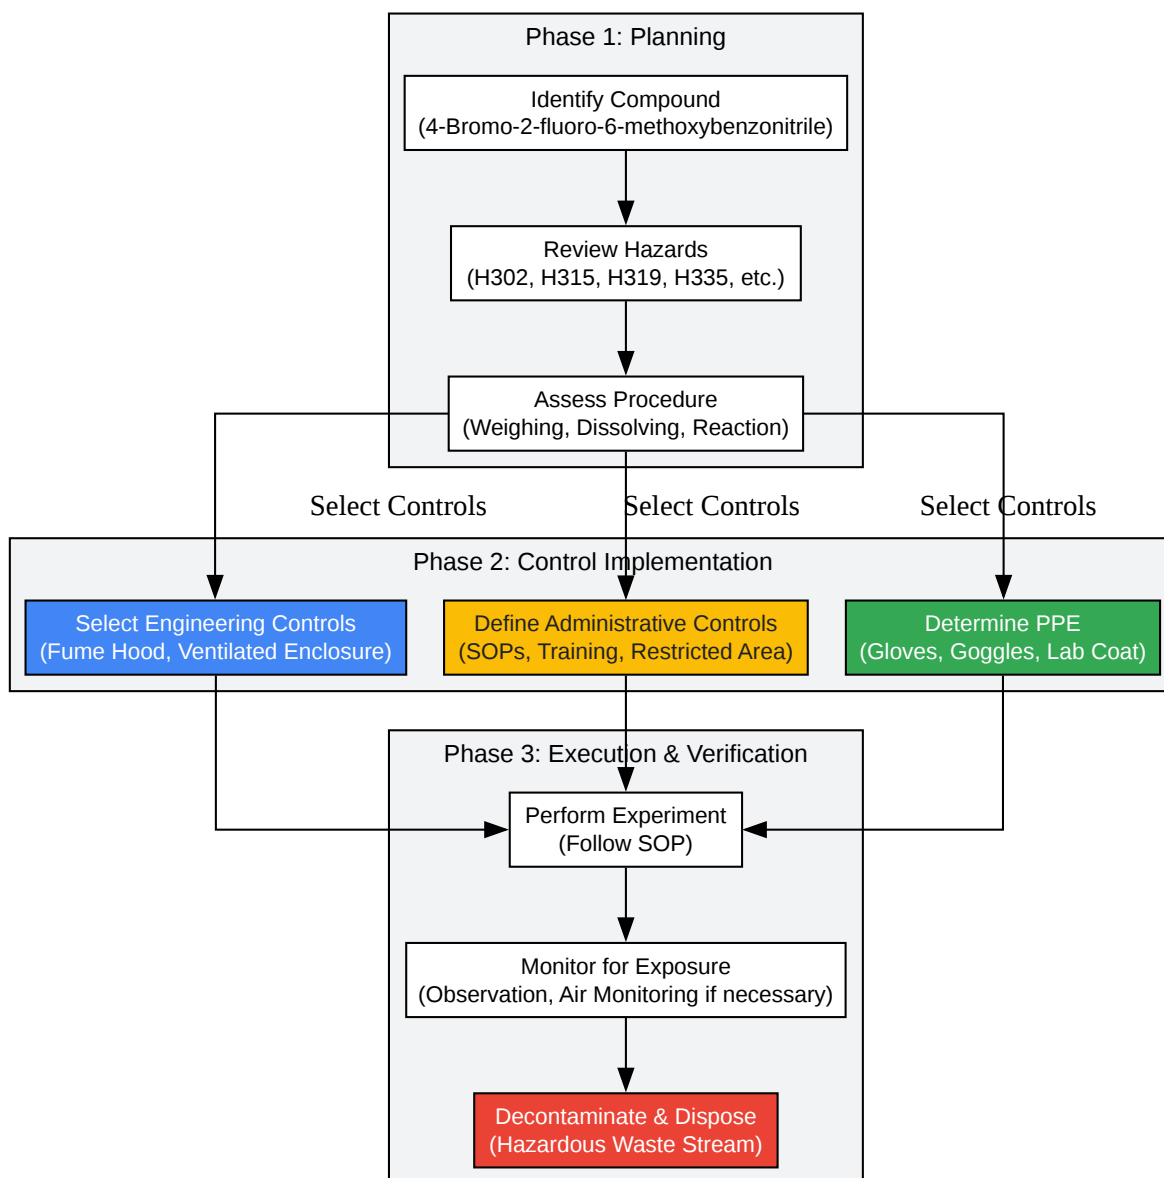 Phase 1: Planning
Identify Compound
(4-Bromo-2-fluoro-6-methoxybenzonitrile)
Review Hazards
(H302, H315, H319, H335, etc.)
Assess Procedure
(Weighing, Dissolving, Reaction)
Select Controls
Select Controls
Select Controls
Phase 2: Control Implementation
Select Engineering Controls
(Fume Hood, Ventilated Enclosure)
Define Administrative Controls
(SOPs, Training, Restricted Area)
Determine PPE
(Gloves, Goggles, Lab Coat)
Phase 3: Execution & Verification
Perform Experiment
(Follow SOP)
Monitor for Exposure
(Observation, Air Monitoring if necessary)
Decontaminate & Dispose
(Hazardous Waste Stream)